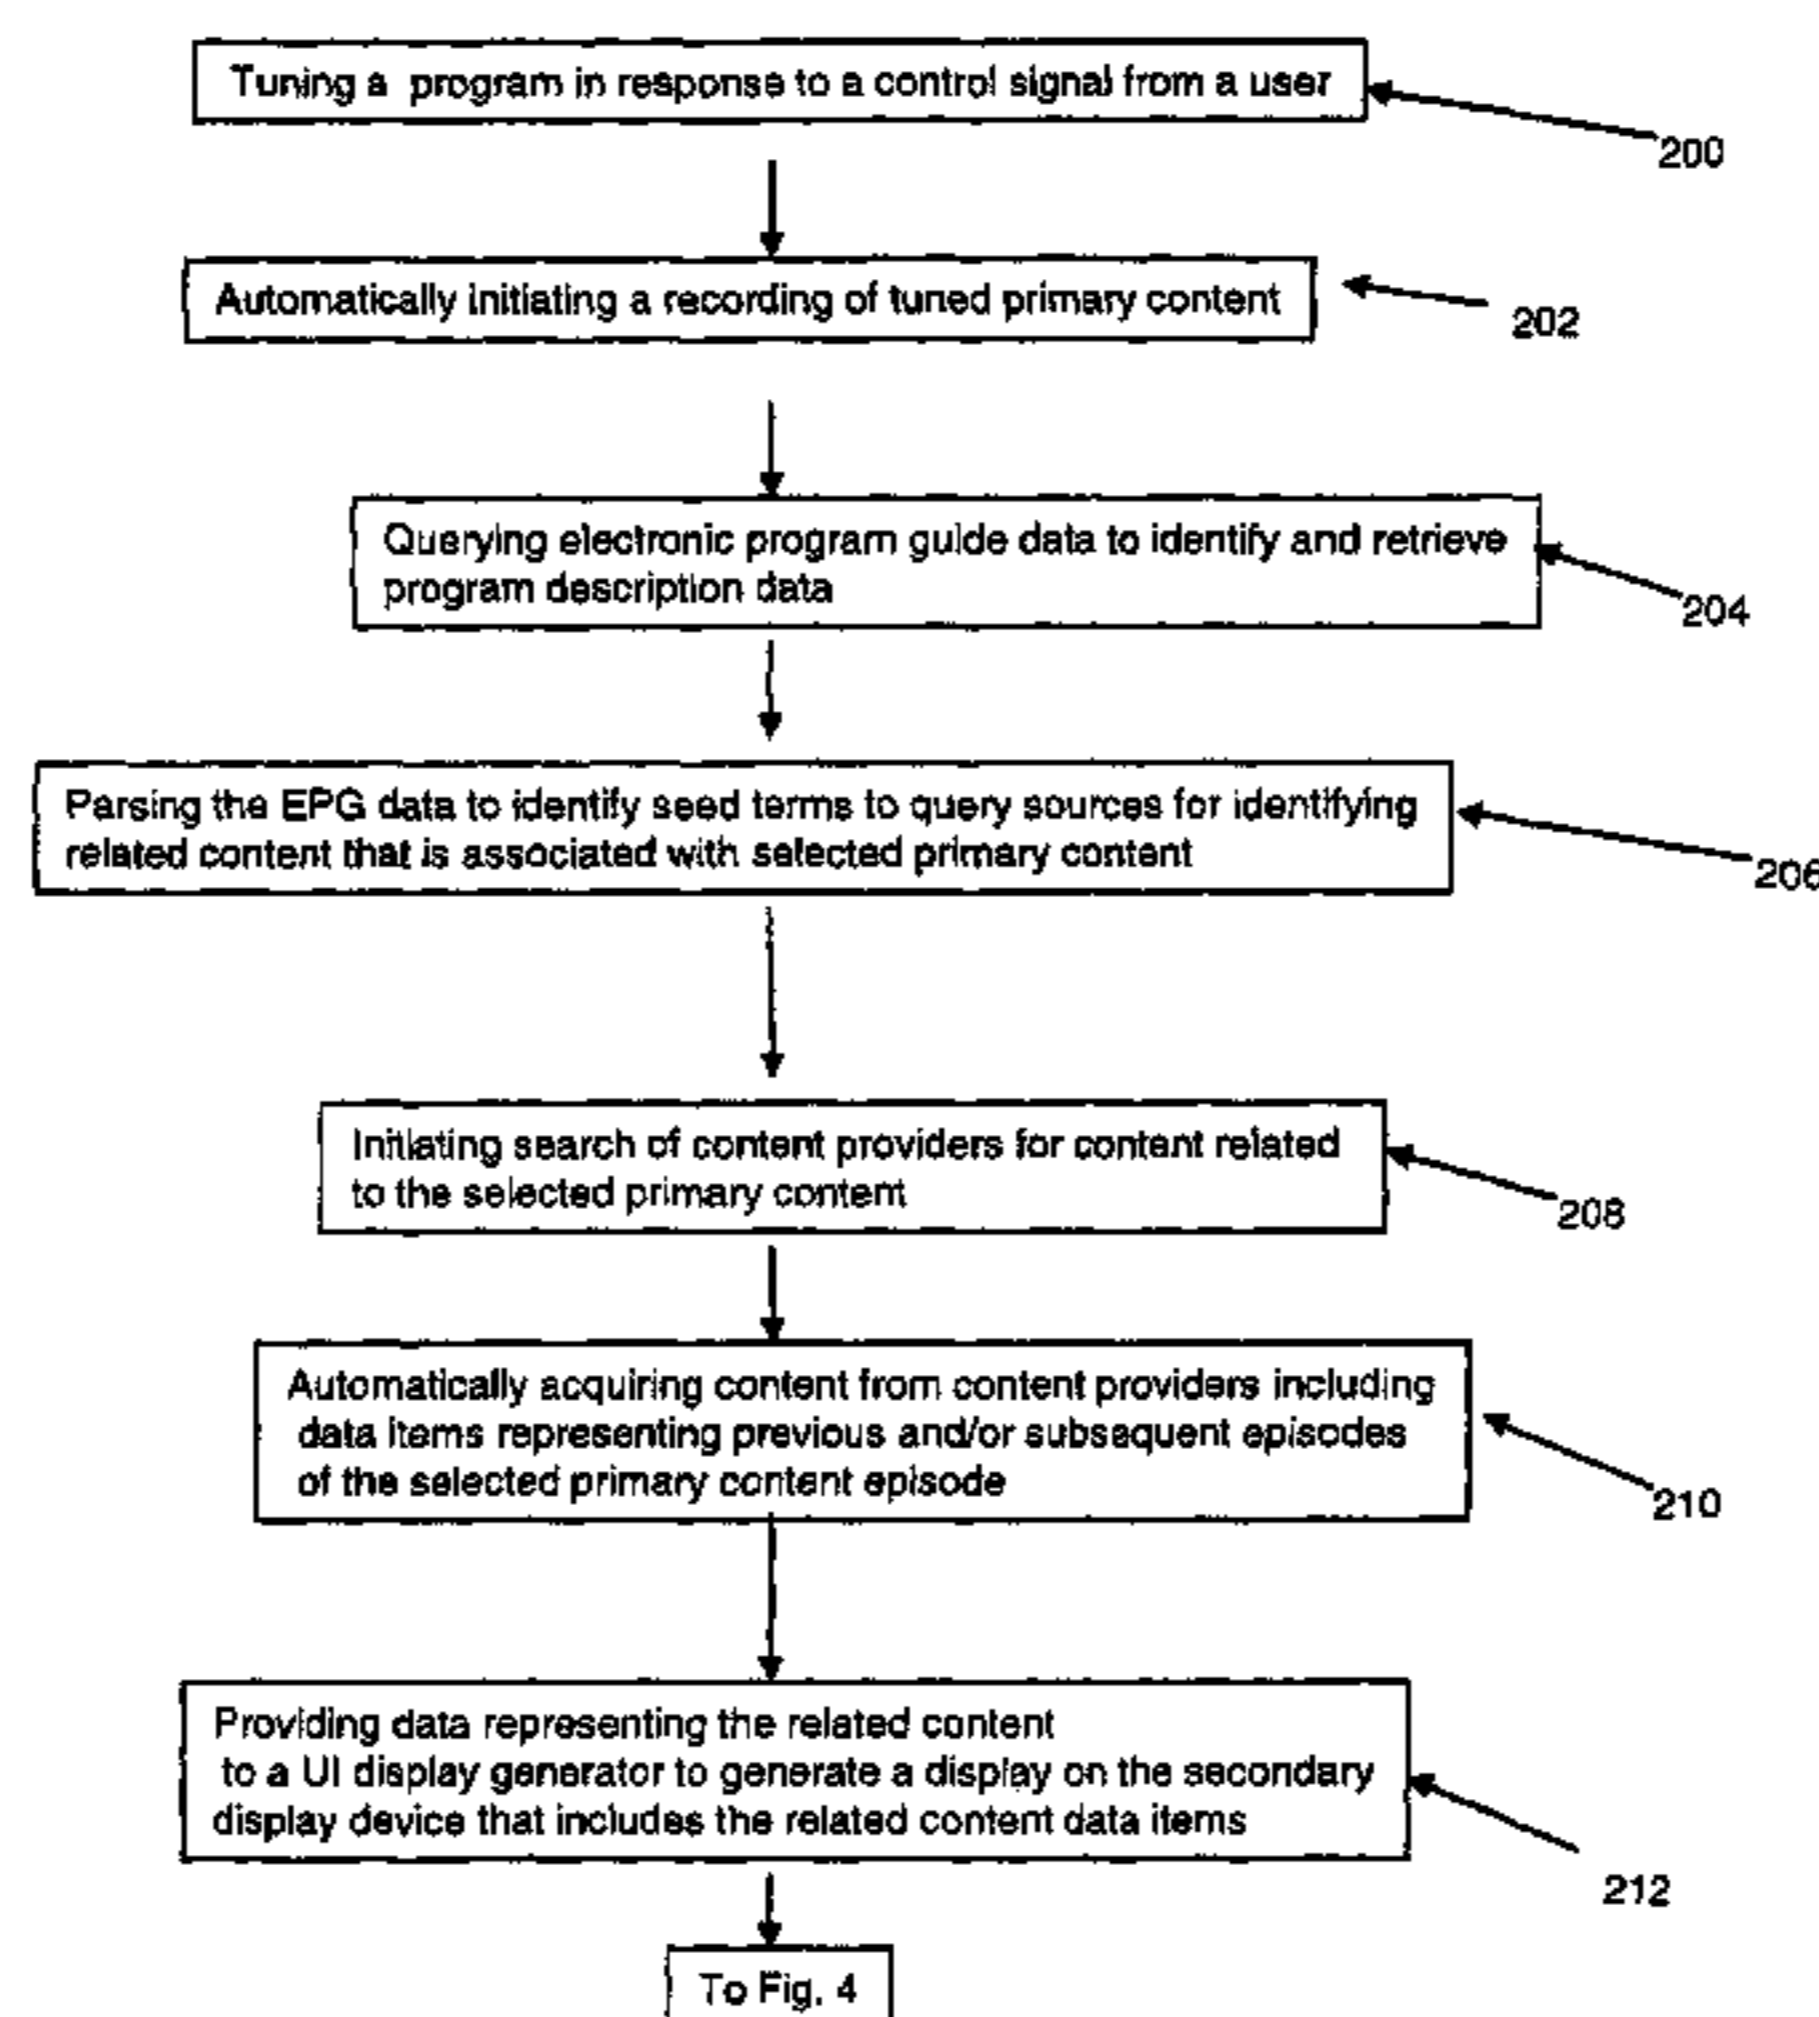 Tuning a program in response to a control signal from a user
200
Automatically initiating a recording of tuned primary content
202
Querying electronic program guide data to identify and retrieve
program description data
204
Parsing the EPG data to identify seed terms to query sources for identifying
related content that is associated with selected primary content
206
Initiating search of content providers for content related
to the selected primary content
208
Automatically acquiring content from content providers including
data items representing previous and/or subsequent episodes
of the selected primary content episode
210
Providing data representing the related content
to a UI display generator to generate a display on the secondary
display device that includes the related content data items
212
To Fig. 4